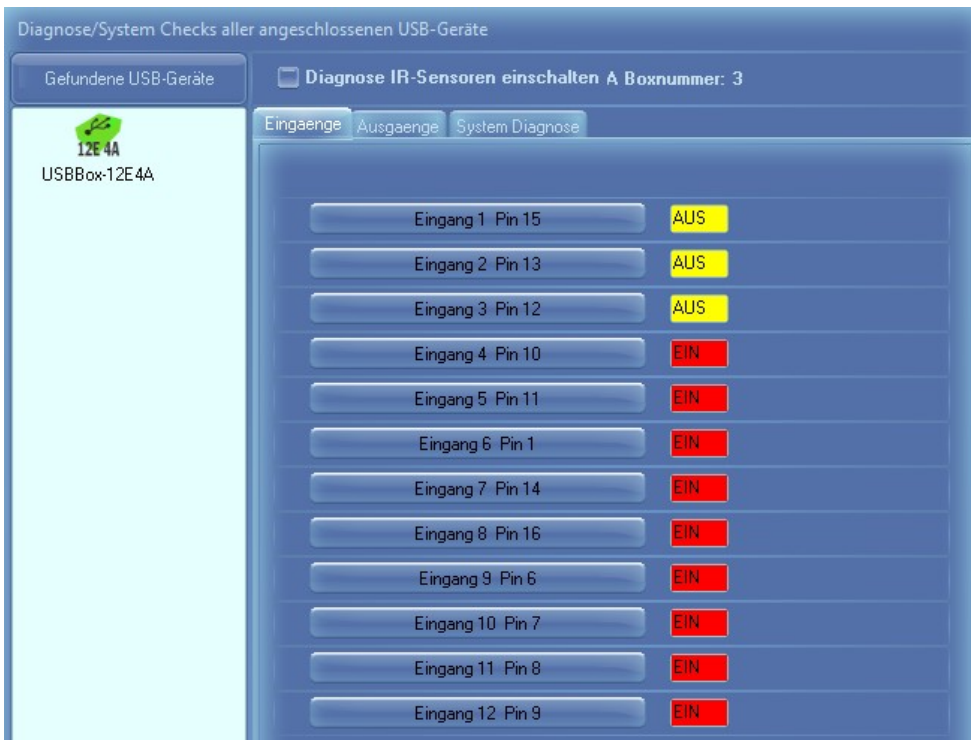 Diagnose/System Checks aller angeschlossenen USB-Geräte
Gefundene USB-Geräte
Diagnose IR-Sensoren einschalten A Boxnummer: 3
12E 4A
USBBox-12E4A
Eingaenge Ausgaenge System Diagnose
Eingang 1 Pin 15 AUS
Eingang 2 Pin 13 AUS
Eingang 3 Pin 12 AUS
Eingang 4 Pin 10 EIN
Eingang 5 Pin 11 EIN
Eingang 6 Pin 1 EIN
Eingang 7 Pin 14 EIN
Eingang 8 Pin 16 EIN
Eingang 9 Pin 6 EIN
Eingang 10 Pin 7 EIN
Eingang 11 Pin 8 EIN
Eingang 12 Pin 9 EIN